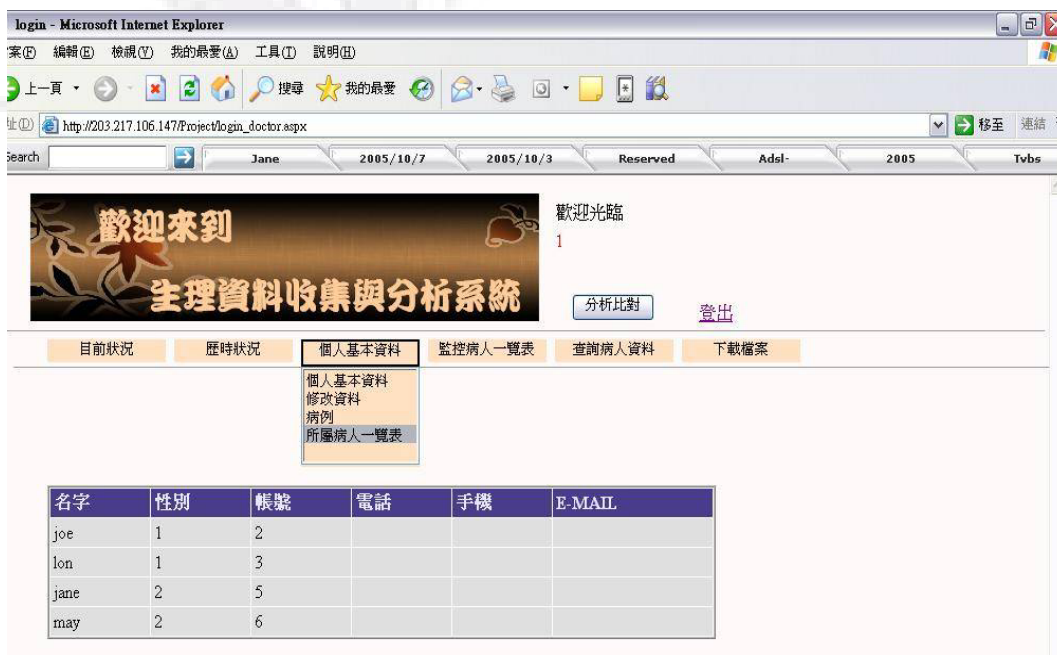 login - Microsoft Internet Explorer
案(F) 編輯(E) 檢視(V) 我的最愛(A) 工具(T) 說明(H)
上一頁 搜尋 我的最愛
址(D) http://203.217.106.147/Project/login_doctor.aspx 移至 連結
Search Jane 2005/10/7 2005/10/3 Reserved Adsl- 2005 Tvbs
歡迎來到
生理資料收集與分析系統
歡迎光臨
1
分析比對 登出
目前狀況 歷時狀況 個人基本資料 監控病人一覽表 查詢病人資料 下載檔案
個人基本資料
修改資料
病例
所屬病人一覽表
名字 性別 帳號 電話 手機 E-MAIL
joe 1 2
lon 1 3
jane 2 5
may 2 6